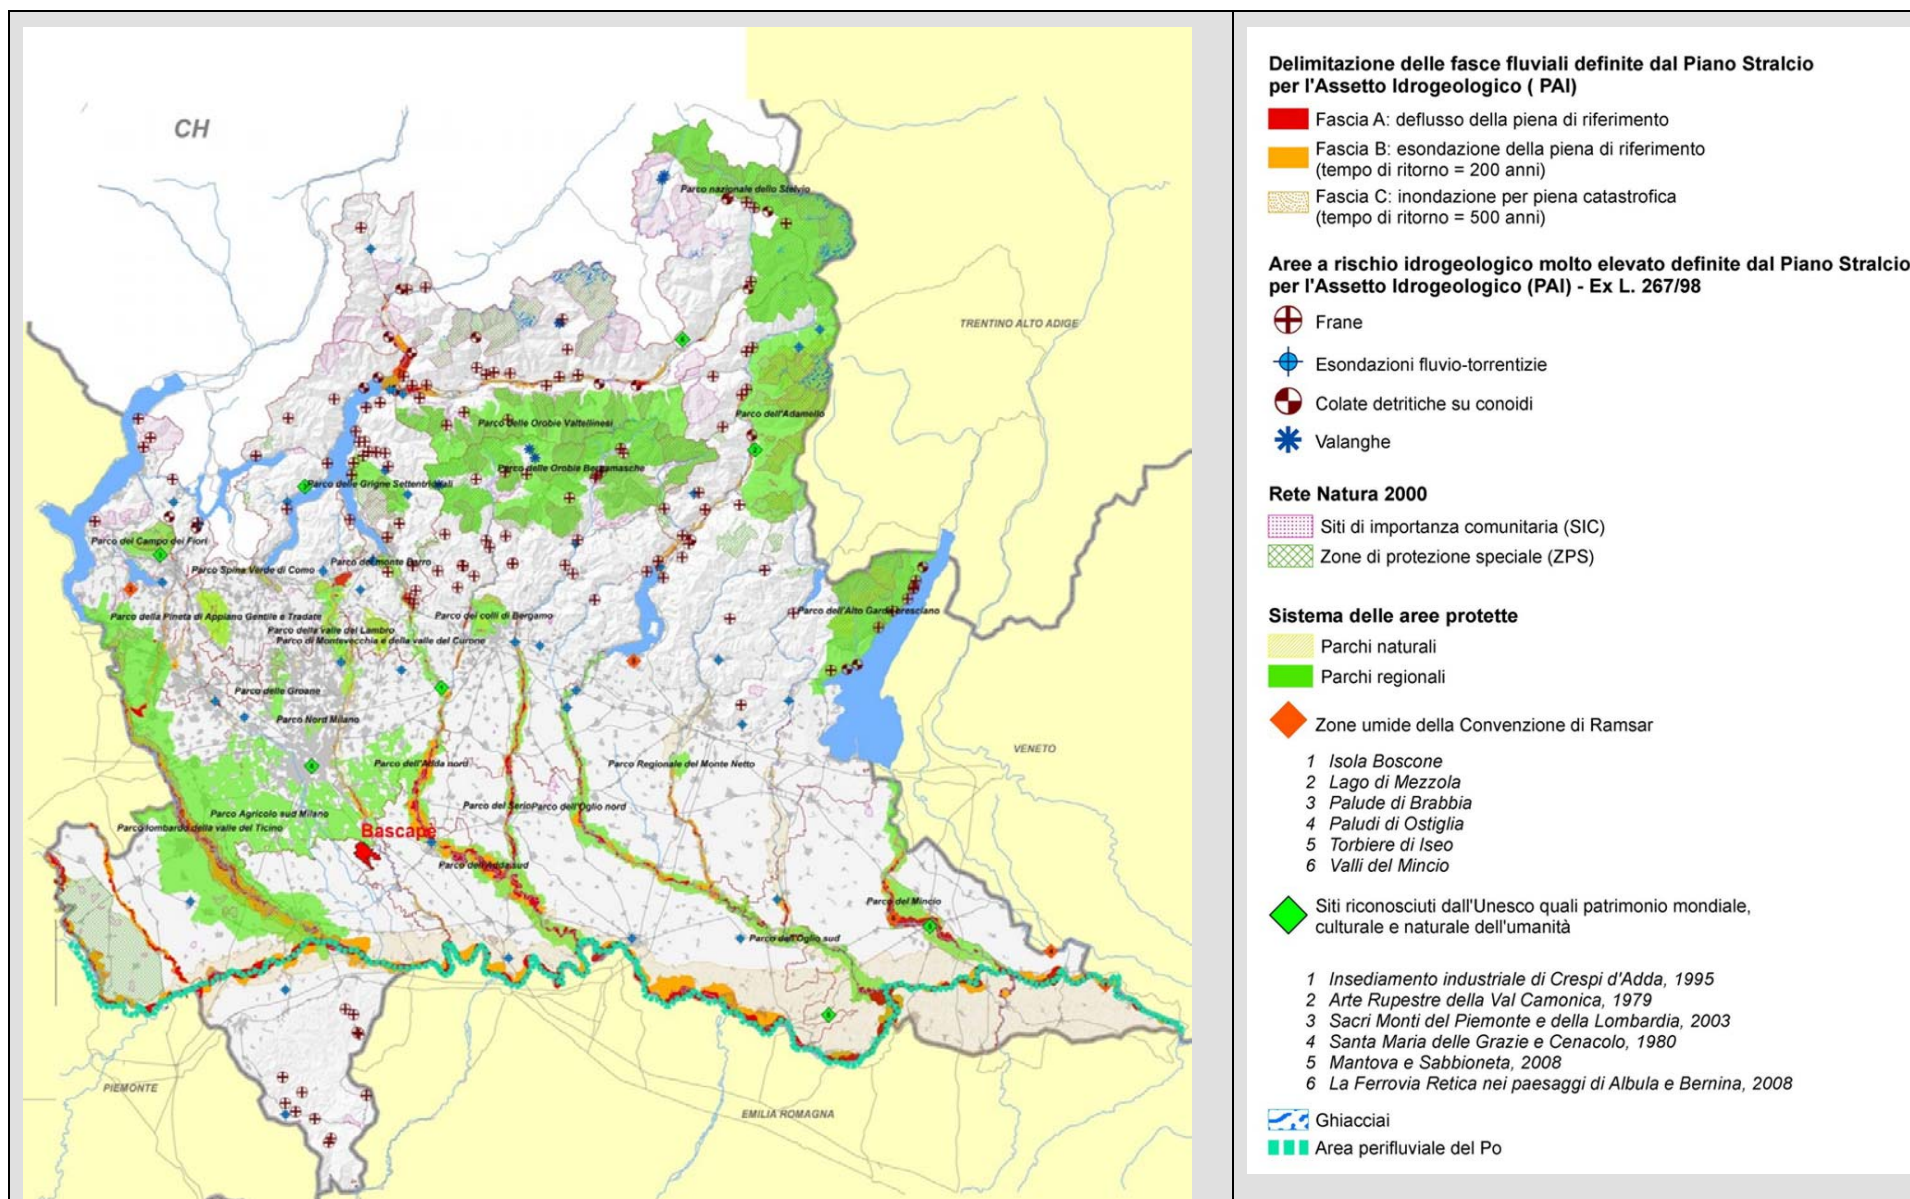 CH
Parco nazionale dello Stelvio
TRENTINO ALTO ADIGE
Parco dell'Adamello
Parco delle Orobie Valtellinesi
Parco delle Orobie Bergamasche
Parco delle Grigne Settentrionali
Parco del Campo dei Fiori
Parco Spina Verde di Como
Parco del monte Barro
Parco dell'Alto Garda bresciano
Parco della Pineta di Appiano Gentile e Tradate
Parco dei colli di Bergamo
Parco della valle del Lambro
Parco di Montevecchia e della valle del Curone
Parco delle Groane
Parco Nord Milano
VENETO
Parco dell'Adda nord
Parco Regionale del Monte Netto
Parco del Serio
Parco dell'Oglio nord
Parco Agricolo sud Milano
Parco lombardo della valle del Ticino
Bascapè
Parco dell'Adda sud
Parco del Mincio
Parco dell'Oglio sud
PIEMONTE
EMILIA ROMAGNA
Delimitazione delle fasce fluviali definite dal Piano Stralcio
per l'Assetto Idrogeologico ( PAI)
Fascia A: deflusso della piena di riferimento
Fascia B: esondazione della piena di riferimento
(tempo di ritorno = 200 anni)
Fascia C: inondazione per piena catastrofica
(tempo di ritorno = 500 anni)
Aree a rischio idrogeologico molto elevato definite dal Piano Stralcio
per l'Assetto Idrogeologico (PAI) - Ex L. 267/98
Frane
Esondazioni fluvio-torrentizie
Colate detritiche su conoidi
Valanghe
Rete Natura 2000
Siti di importanza comunitaria (SIC)
Zone di protezione speciale (ZPS)
Sistema delle aree protette
Parchi naturali
Parchi regionali
Zone umide della Convenzione di Ramsar
1 Isola Boscone
2 Lago di Mezzola
3 Palude di Brabbia
4 Paludi di Ostiglia
5 Torbiere di Iseo
6 Valli del Mincio
Siti riconosciuti dall'Unesco quali patrimonio mondiale,
culturale e naturale dell'umanità
1 Insediamento industriale di Crespi d'Adda, 1995
2 Arte Rupestre della Val Camonica, 1979
3 Sacri Monti del Piemonte e della Lombardia, 2003
4 Santa Maria delle Grazie e Cenacolo, 1980
5 Mantova e Sabbioneta, 2008
6 La Ferrovia Retica nei paesaggi di Albula e Bernina, 2008
Ghiacciai
Area perifluviale del Po